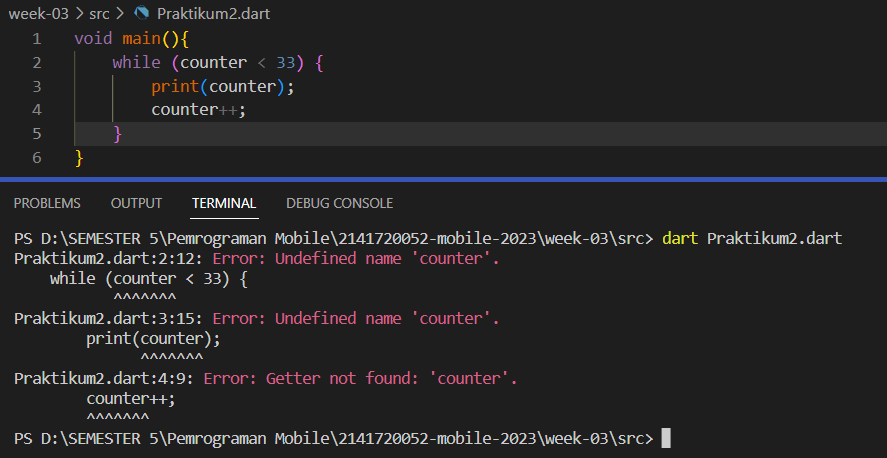 week-03 > src > Praktikum2.dart
1 void main(){
2     while (counter < 33) {
3         print(counter);
4         counter++;
5     }
6 }
PROBLEMS OUTPUT TERMINAL DEBUG CONSOLE
PS D:\SEMESTER 5\Pemrograman Mobile\2141720052-mobile-2023\week-03\src> dart Praktikum2.dart
Praktikum2.dart:2:12: Error: Undefined name 'counter'.
    while (counter < 33) {
           ^^^^^^^
Praktikum2.dart:3:15: Error: Undefined name 'counter'.
        print(counter);
              ^^^^^^^
Praktikum2.dart:4:9: Error: Getter not found: 'counter'.
        counter++;
        ^^^^^^^
PS D:\SEMESTER 5\Pemrograman Mobile\2141720052-mobile-2023\week-03\src>